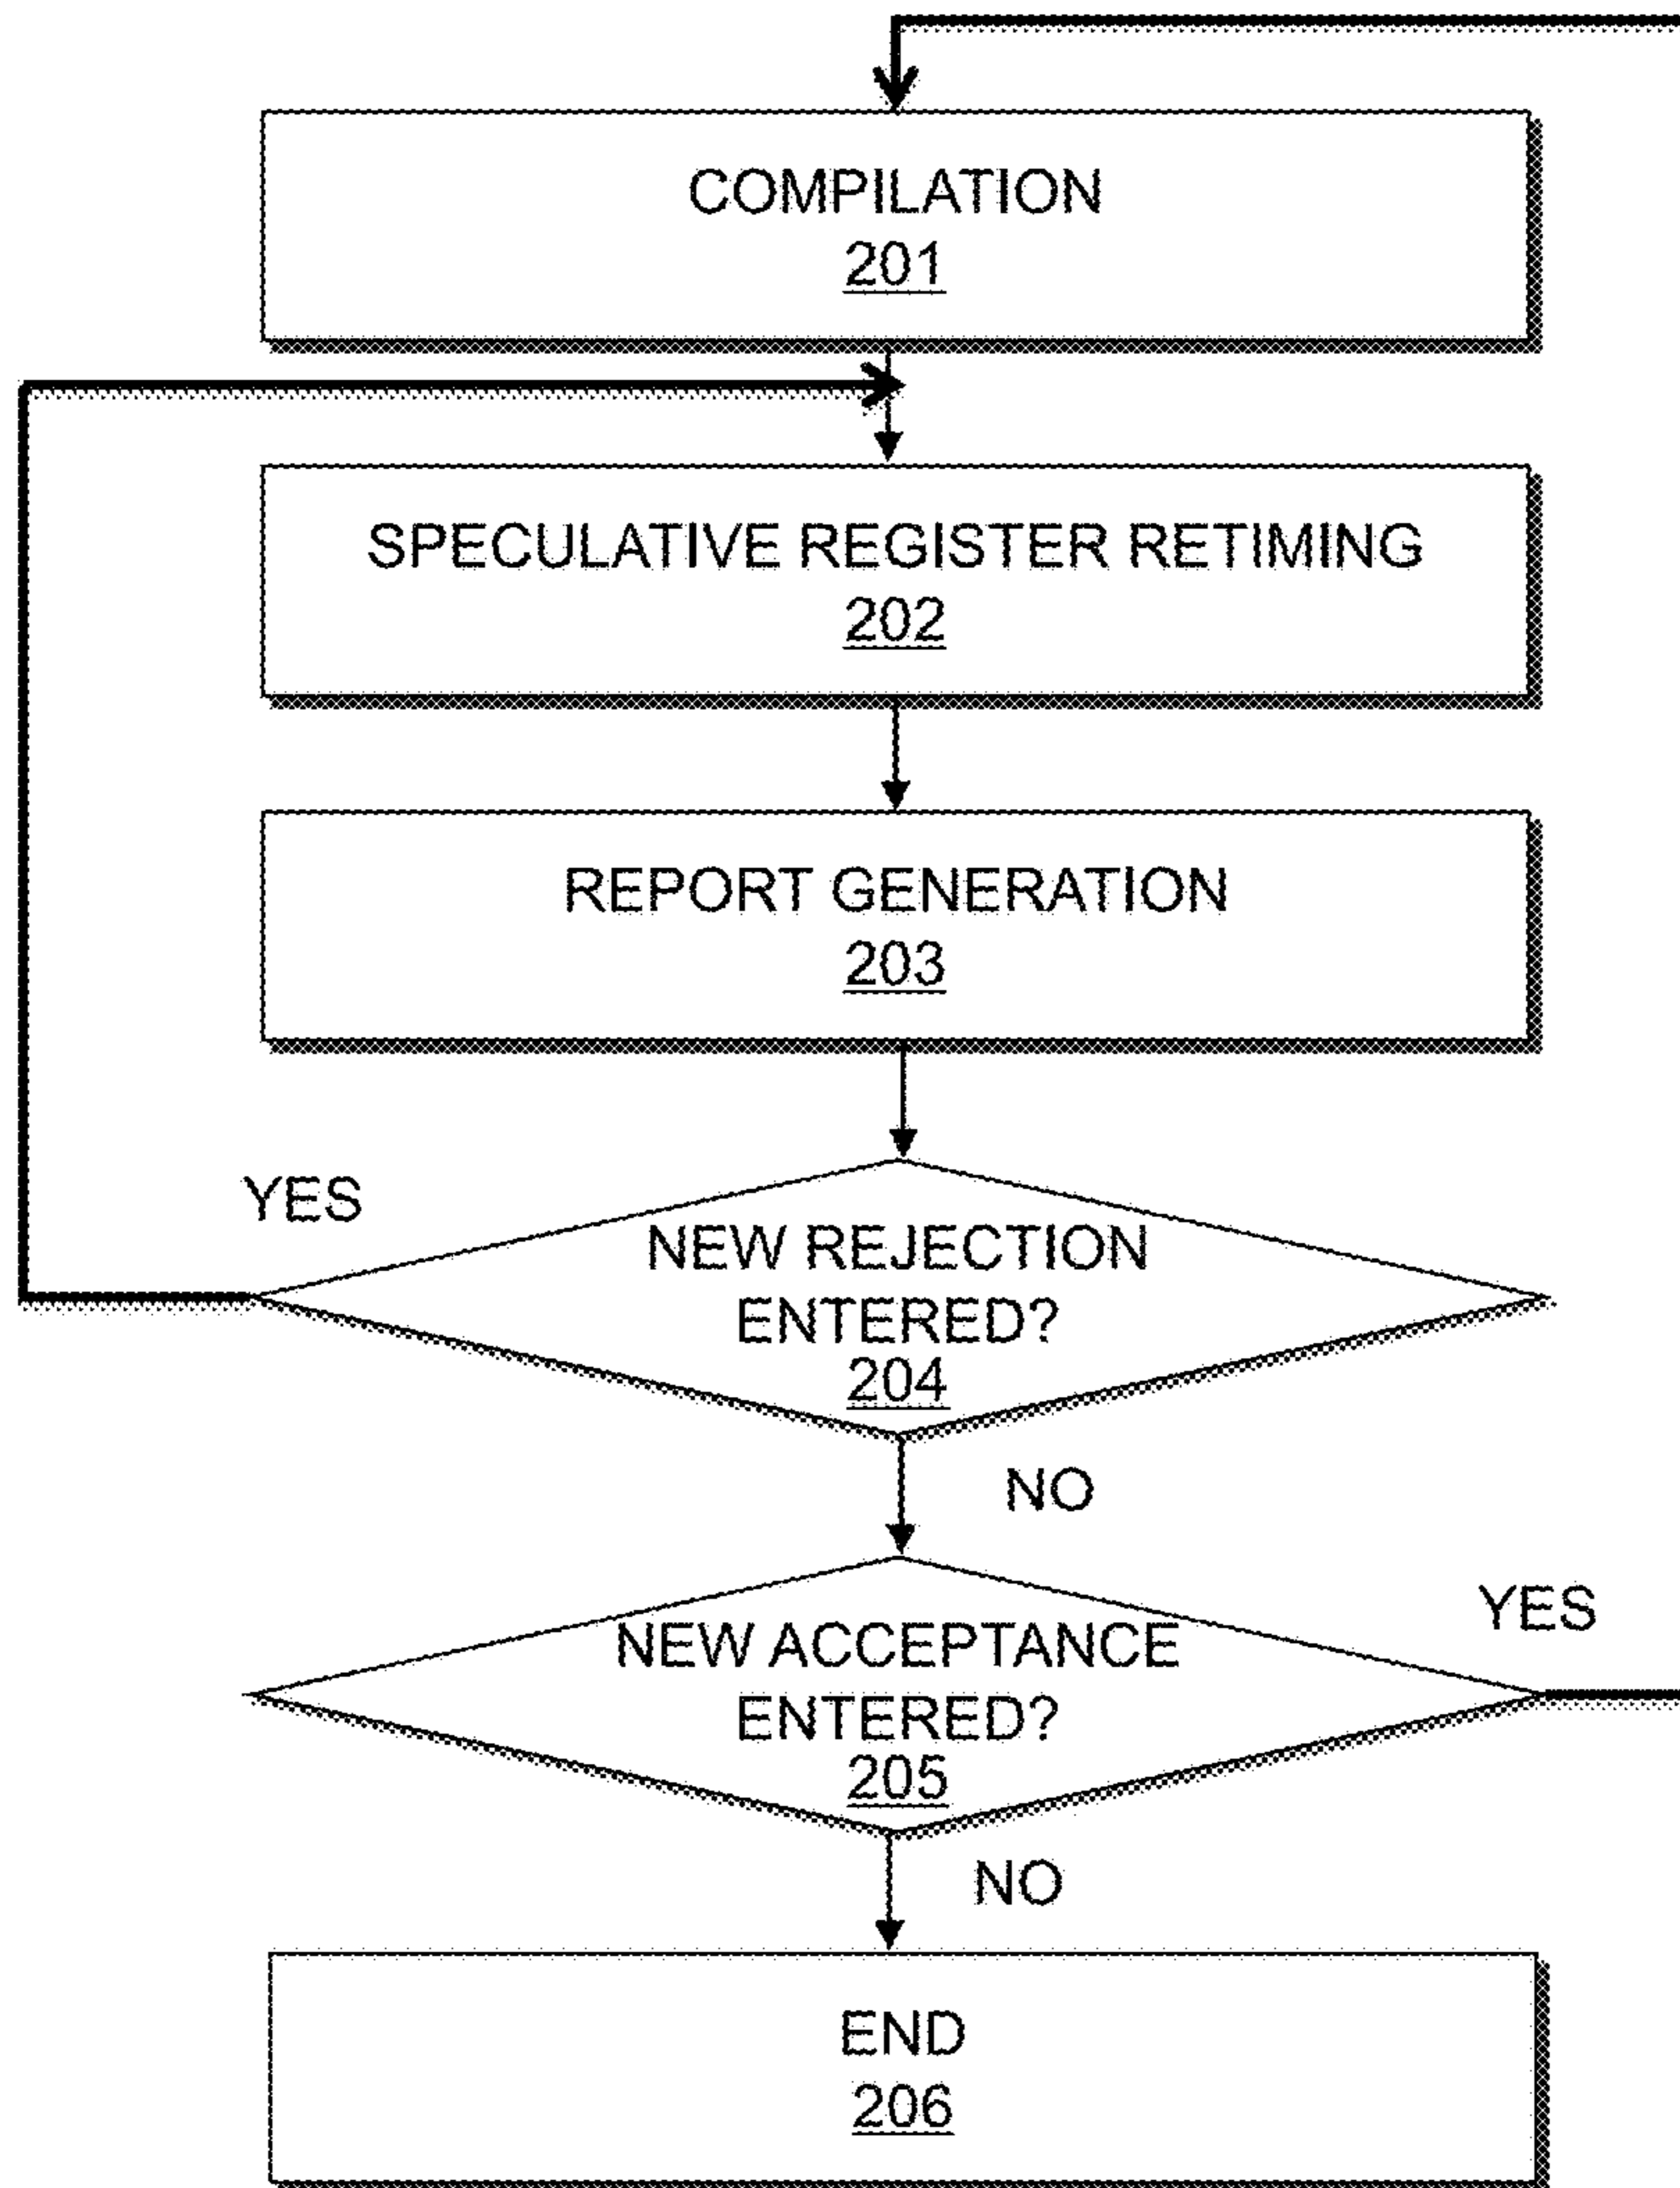 COMPILATION
201
SPECULATIVE REGISTER RETIMING
202
REPORT GENERATION
203
YES
NEW REJECTION
ENTERED?
204
NO
YES
NEW ACCEPTANCE
ENTERED?
205
NO
END
206